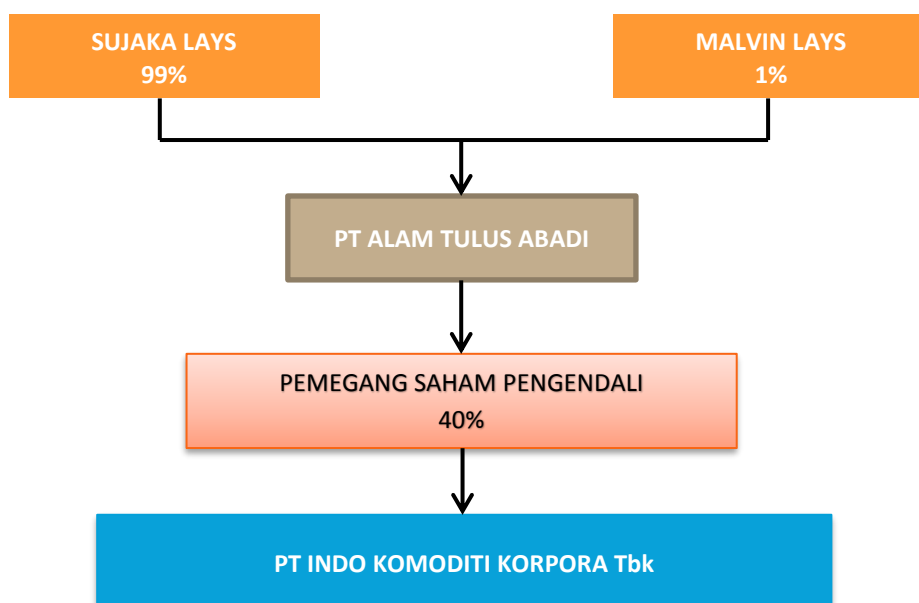 SUJAKA LAYS
99%
MALVIN LAYS
1%
PT ALAM TULUS ABADI
PEMEGANG SAHAM PENGENDALI
40%
PT INDO KOMODITI KORPORA Tbk